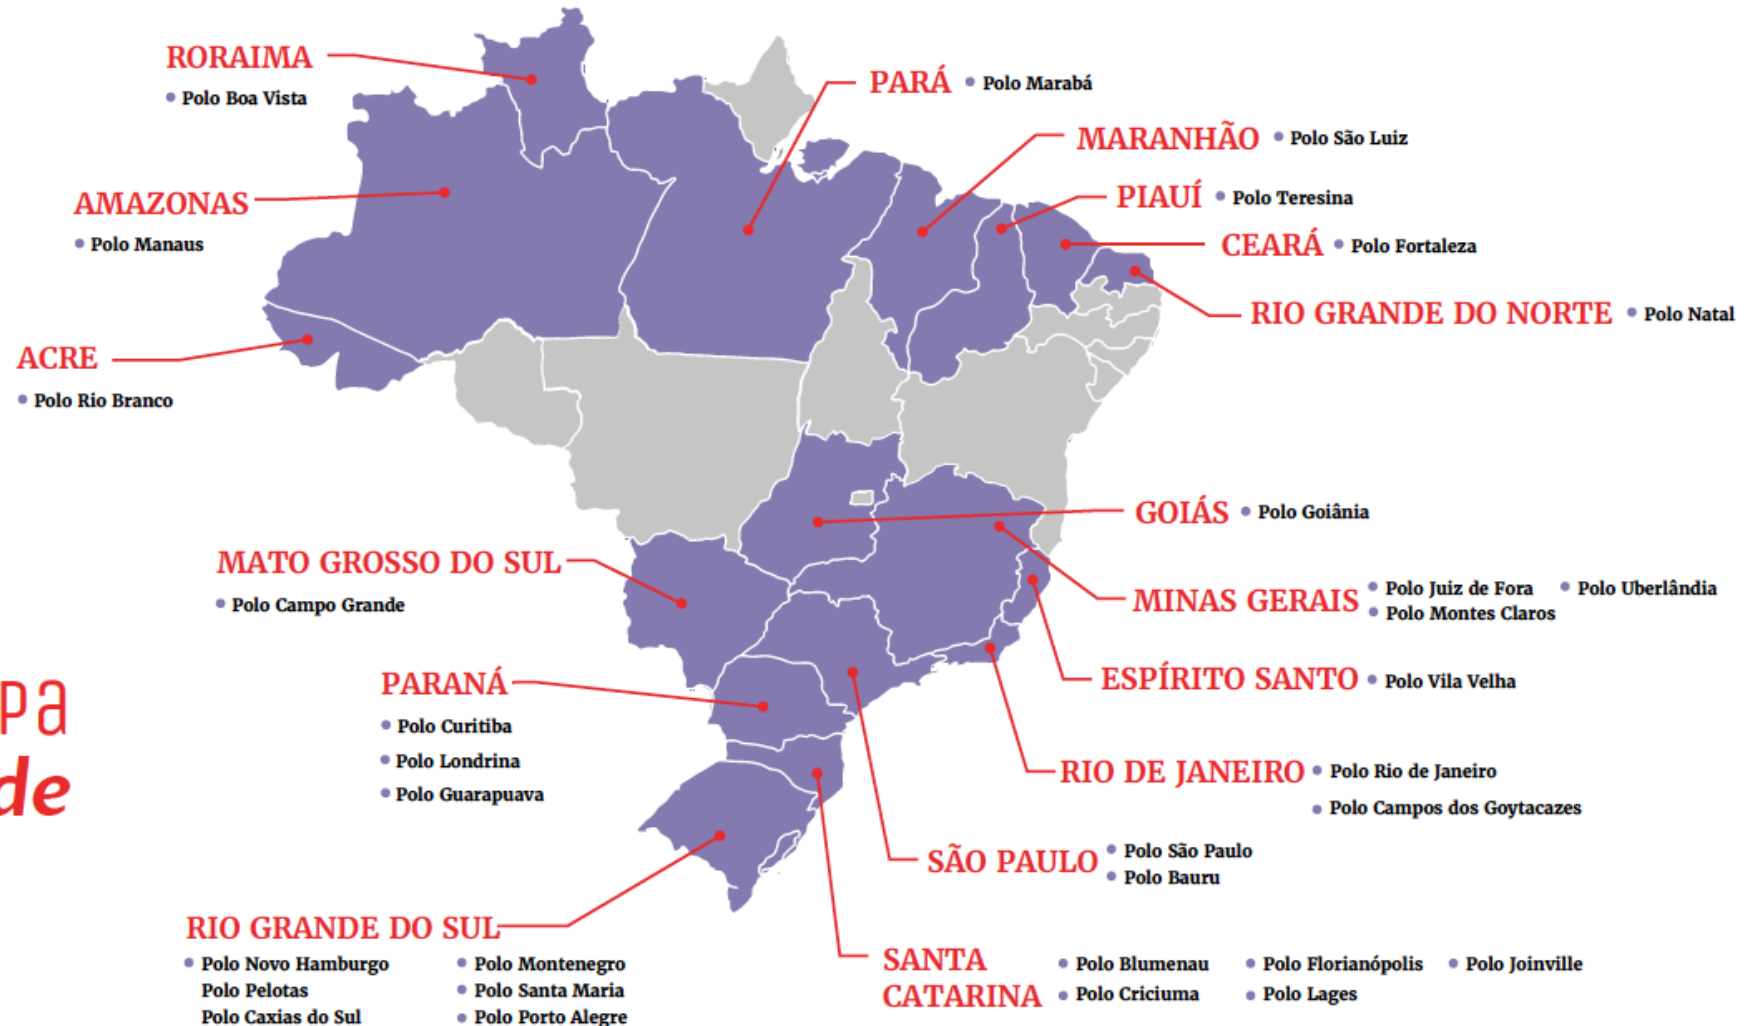 RORAIMA
Polo Boa Vista
AMAZONAS
Polo Manaus
ACRE
Polo Rio Branco
PARÁ
Polo Marabá
MARANHÃO
Polo São Luiz
PIAUÍ
Polo Teresina
CEARÁ
Polo Fortaleza
RIO GRANDE DO NORTE
Polo Natal
GOIÁS
Polo Goiânia
MATO GROSSO DO SUL
Polo Campo Grande
MINAS GERAIS
Polo Juiz de Fora
Polo Uberlândia
Polo Montes Claros
ESPÍRITO SANTO
Polo Vila Velha
PARANÁ
Polo Curitiba
Polo Londrina
Polo Guarapuava
pa
de
RIO DE JANEIRO
Polo Rio de Janeiro
Polo Campos dos Goytacazes
SÃO PAULO
Polo São Paulo
Polo Bauru
RIO GRANDE DO SUL
Polo Novo Hamburgo
Polo Pelotas
Polo Caxias do Sul
Polo Montenegro
Polo Santa Maria
Polo Porto Alegre
SANTA
CATARINA
Polo Blumenau
Polo Florianópolis
Polo Joinville
Polo Criciuma
Polo Lages